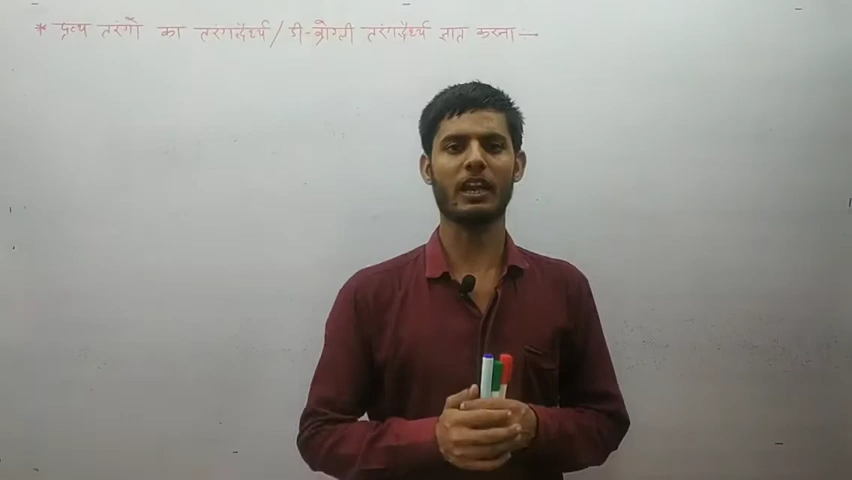 * द्रव्य तरंगों का तरंगदैर्ध्य / डी-ब्रोग्ली तरंगदैर्ध्य ज्ञात करना :-